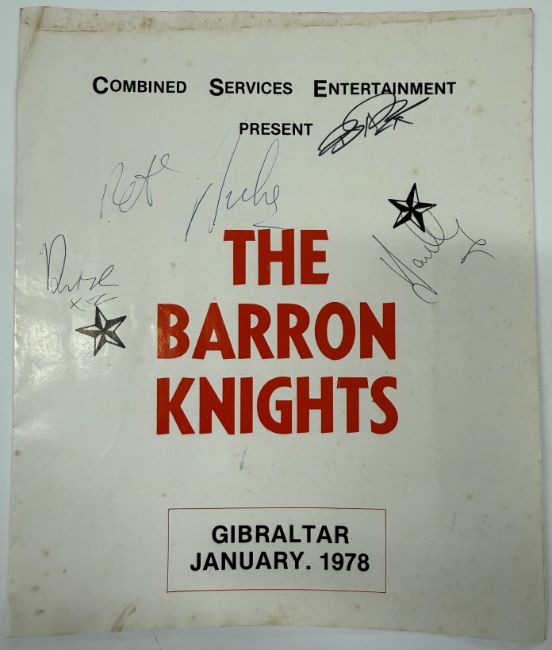 COMBINED SERVICES ENTERTAINMENT
PRESENT
THE
BARRON
KNIGHTS
GIBRALTAR
JANUARY. 1978